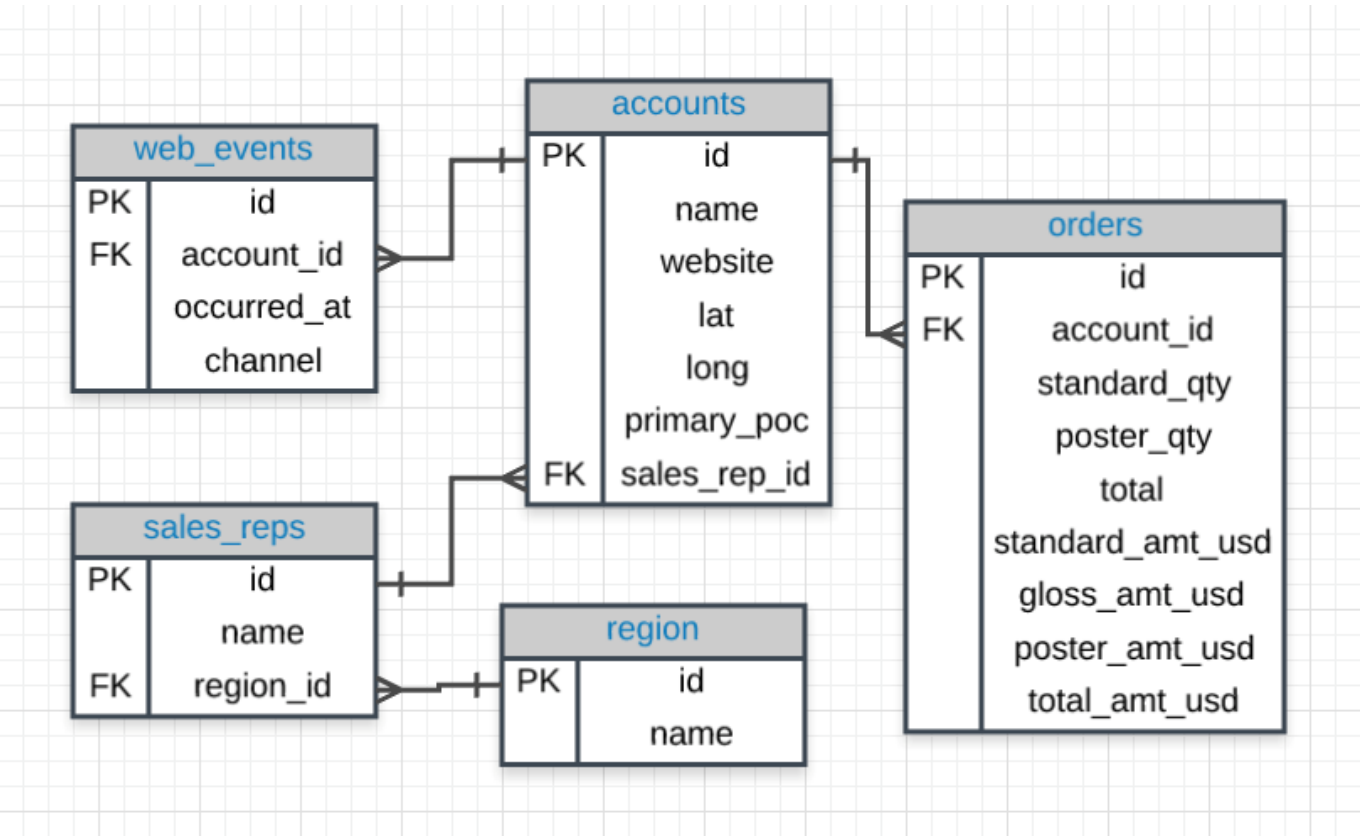 web_events
PK id
FK account_id
occurred_at
channel
accounts
PK id
name
website
lat
long
primary_poc
FK sales_rep_id
orders
PK id
FK account_id
standard_qty
poster_qty
total
standard_amt_usd
gloss_amt_usd
poster_amt_usd
total_amt_usd
sales_reps
PK id
name
FK region_id
region
PK id
name